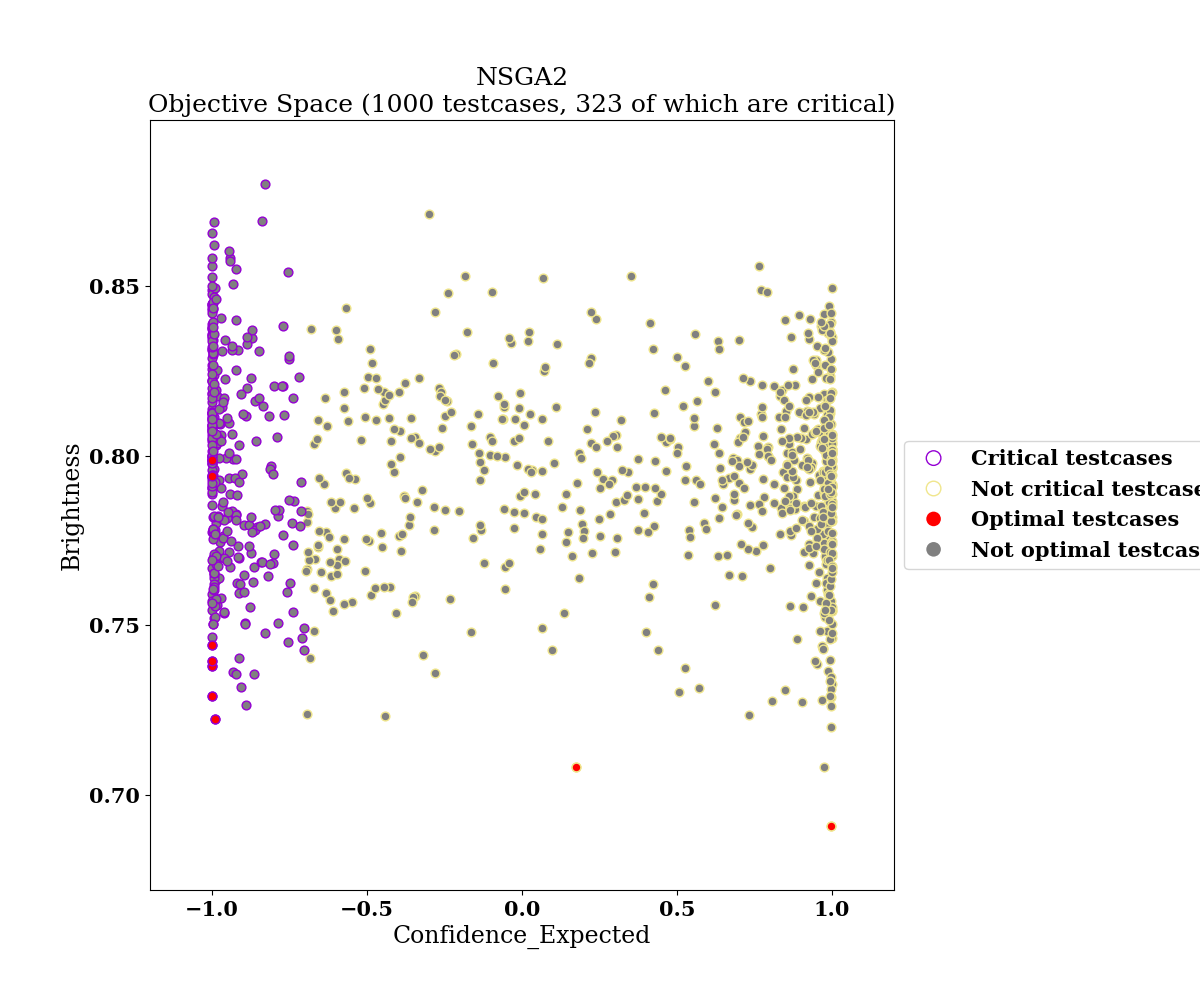 NSGA2
Objective Space (1000 testcases, 323 of which are critical)
Brightness
0.85
0.80
0.75
0.70
−1.0 −0.5 0.0 0.5 1.0
Confidence_Expected
Critical testcases
Not critical testcase
Optimal testcases
Not optimal testcas